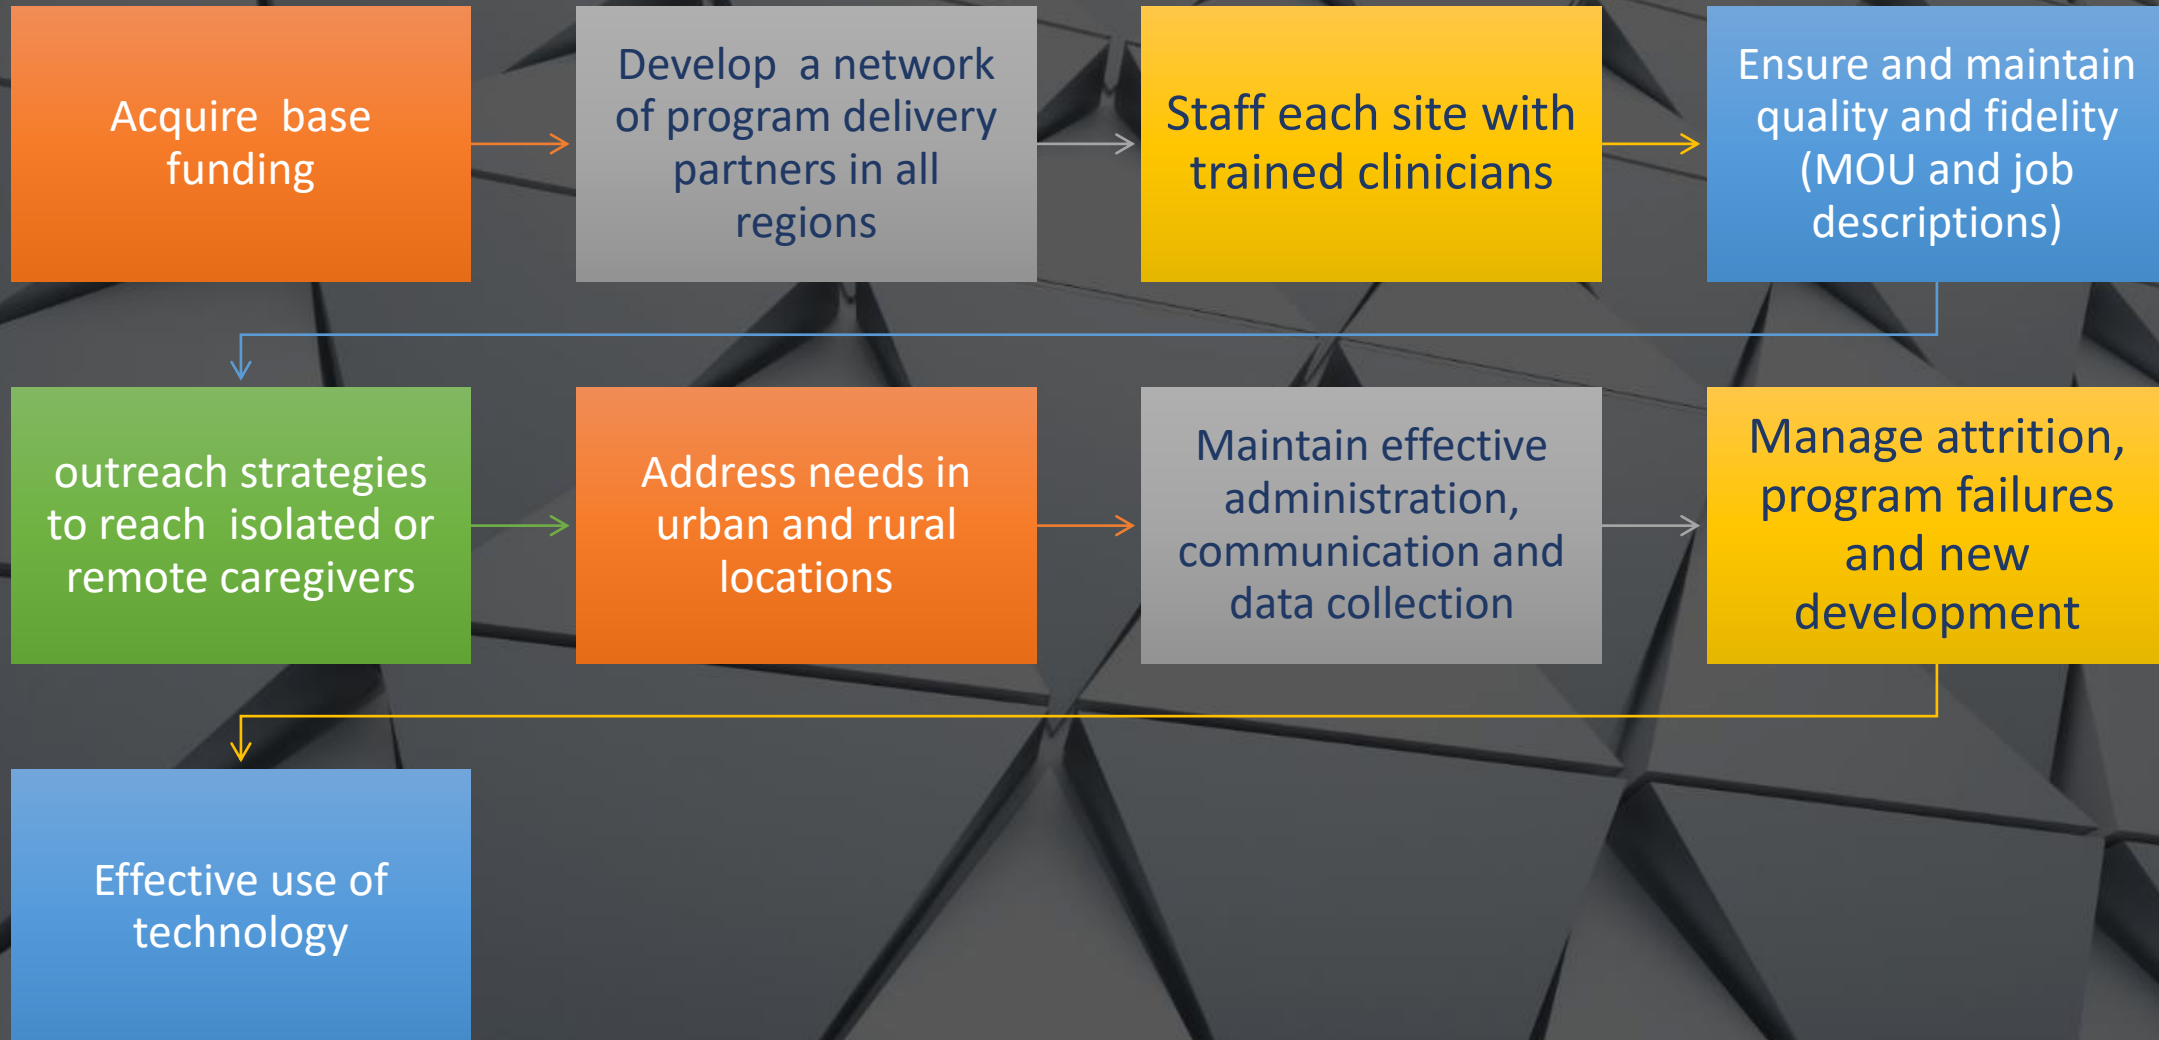 Acquire base
funding
Develop a network
of program delivery
partners in all
regions
Staff each site with
trained clinicians
Ensure and maintain
quality and fidelity
(MOU and job
descriptions)
outreach strategies
to reach isolated or
remote caregivers
Address needs in
urban and rural
locations
Maintain effective
administration,
communication and
data collection
Manage attrition,
program failures
and new
development
Effective use of
technology